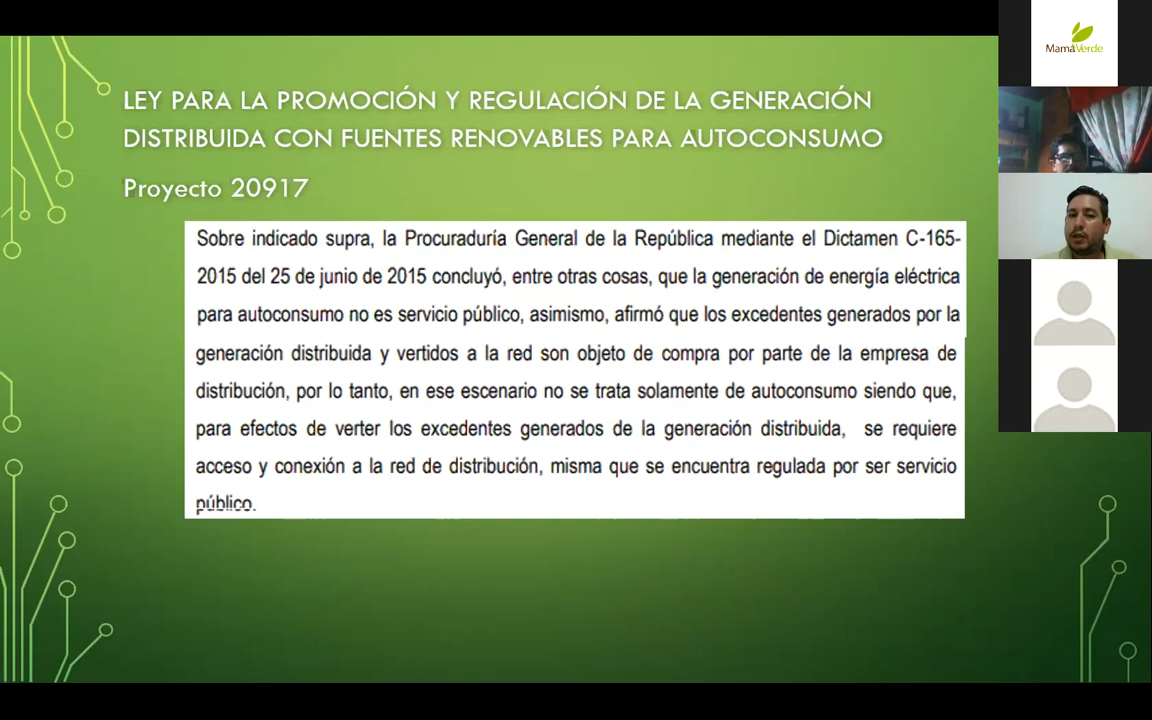 LEY PARA LA PROMOCIÓN Y REGULACIÓN DE LA GENERACIÓN
DISTRIBUIDA CON FUENTES RENOVABLES PARA AUTOCONSUMO
Proyecto 20917
Sobre indicado supra, la Procuraduría General de la República mediante el Dictamen C-165-
2015 del 25 de junio de 2015 concluyó, entre otras cosas, que la generación de energía eléctrica
para autoconsumo no es servicio público, asimismo, afirmó que los excedentes generados por la
generación distribuida y vertidos a la red son objeto de compra por parte de la empresa de
distribución, por lo tanto, en ese escenario no se trata solamente de autoconsumo siendo que,
para efectos de verter los excedentes generados de la generación distribuida, se requiere
acceso y conexión a la red de distribución, misma que se encuentra regulada por ser servicio
público.
MamáVerde